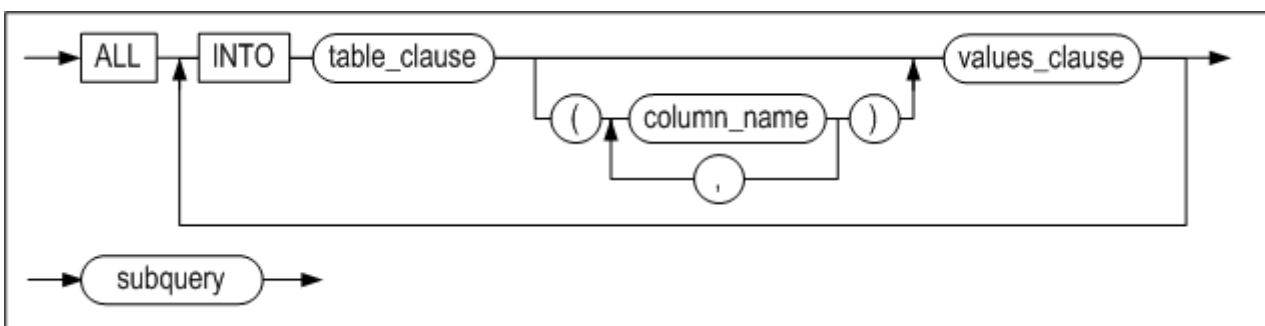 ALL INTO table_clause values_clause
( column_name )
,
subquery